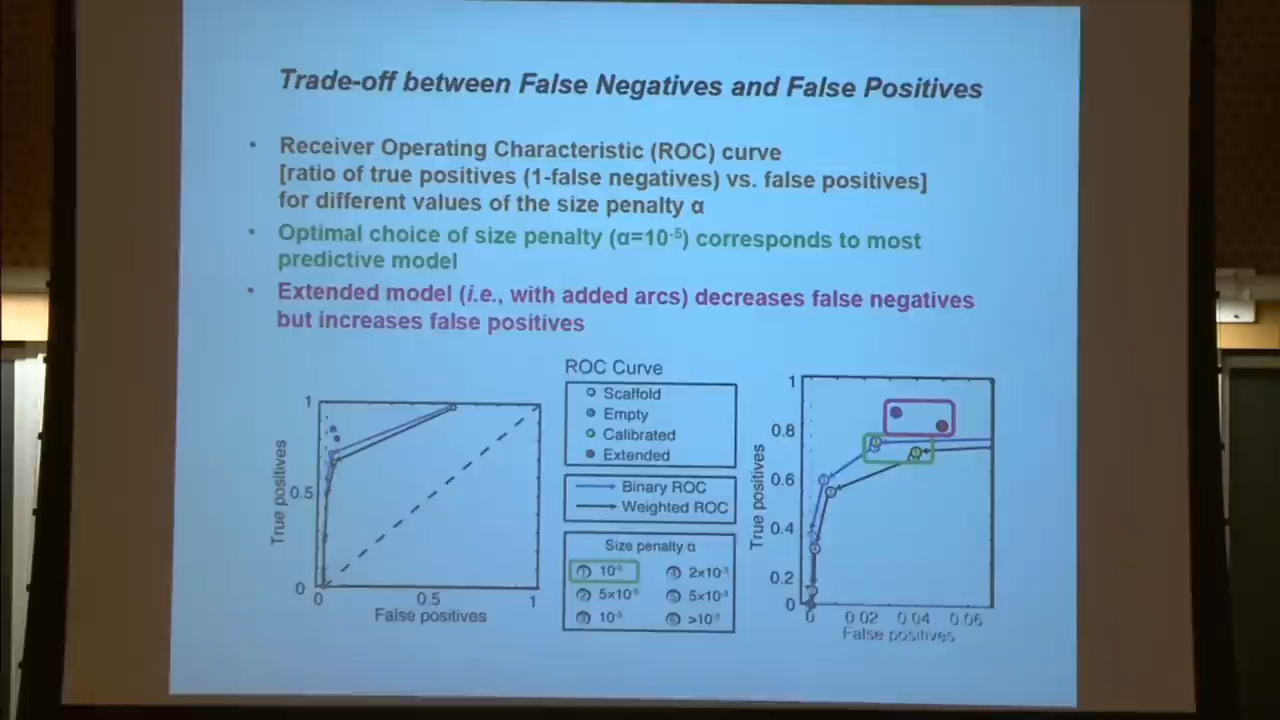 Trade-off between False Negatives and False Positives
• Receiver Operating Characteristic (ROC) curve
[ratio of true positives (1-false negatives) vs. false positives]
for different values of the size penalty α
• Optimal choice of size penalty (α=10⁻⁵) corresponds to most
predictive model
• Extended model (i.e., with added arcs) decreases false negatives
but increases false positives
1
0.5
0
True positives
0
0.5
1
False positives
ROC Curve
Scaffold
Empty
Calibrated
Extended
Binary ROC
Weighted ROC
Size penalty α
1
0.8
0.6
0.4
0.2
0
True positives
0 0.02 0.04 0.06
False positives